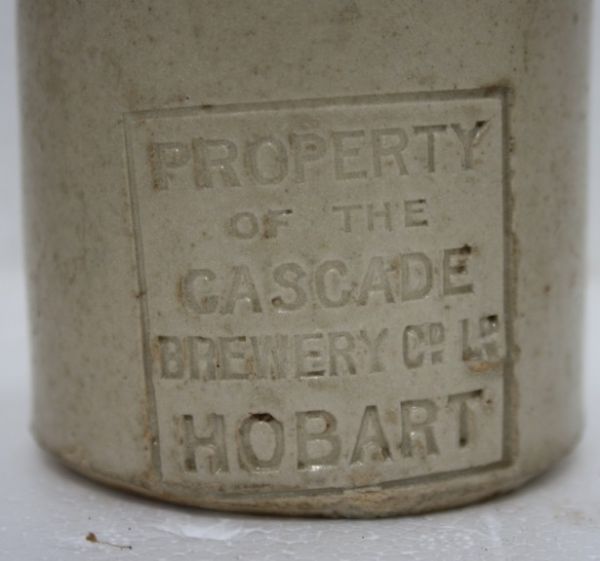 PROPERTY
OF THE
CASCADE
BREWERY Co Ld
HOBART